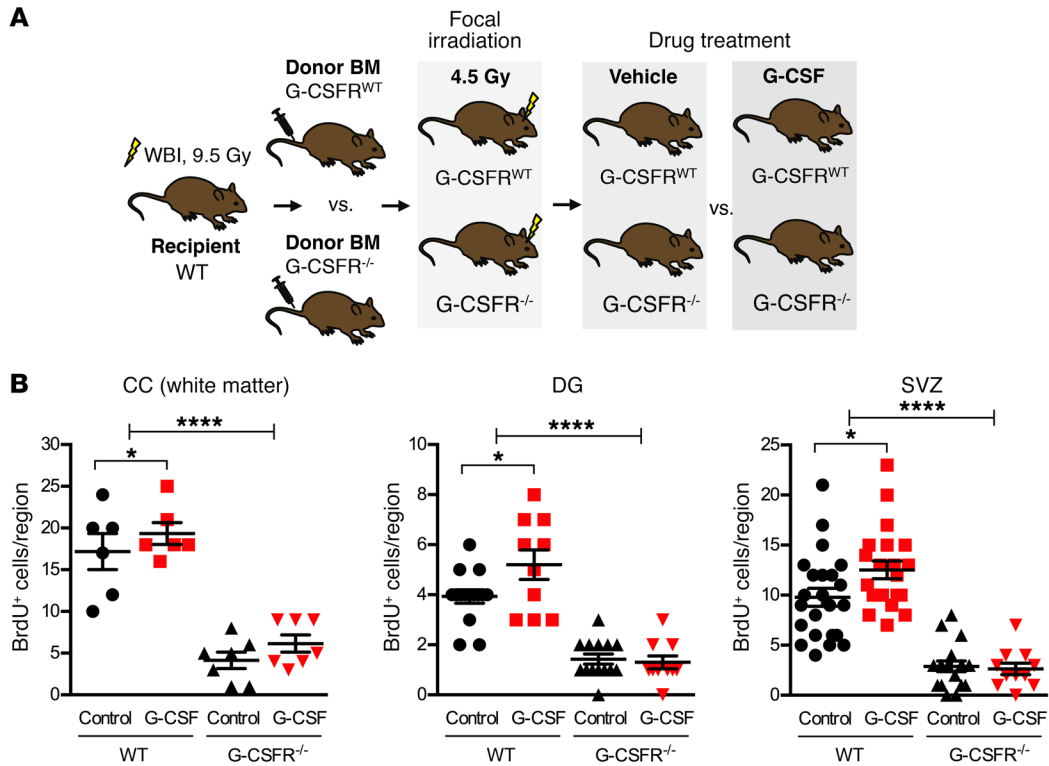 A
Focal
irradiation
Drug treatment
Donor BM
G-CSFR^WT
4.5 Gy
Vehicle
G-CSF
WBI, 9.5 Gy
G-CSFR^WT
G-CSFR^WT
G-CSFR^WT
vs.
vs.
Recipient
WT
Donor BM
G-CSFR^-/-
G-CSFR^-/-
G-CSFR^-/-
G-CSFR^-/-
B
CC (white matter)
****
*
BrdU⁺ cells/region
30
25
20
15
10
5
0
Control G-CSF Control G-CSF
WT G-CSFR^-/-
DG
****
*
BrdU⁺ cells/region
10
8
6
4
2
0
Control G-CSF Control G-CSF
WT G-CSFR^-/-
SVZ
****
*
BrdU⁺ cells/region
25
20
15
10
5
0
Control G-CSF Control G-CSF
WT G-CSFR^-/-